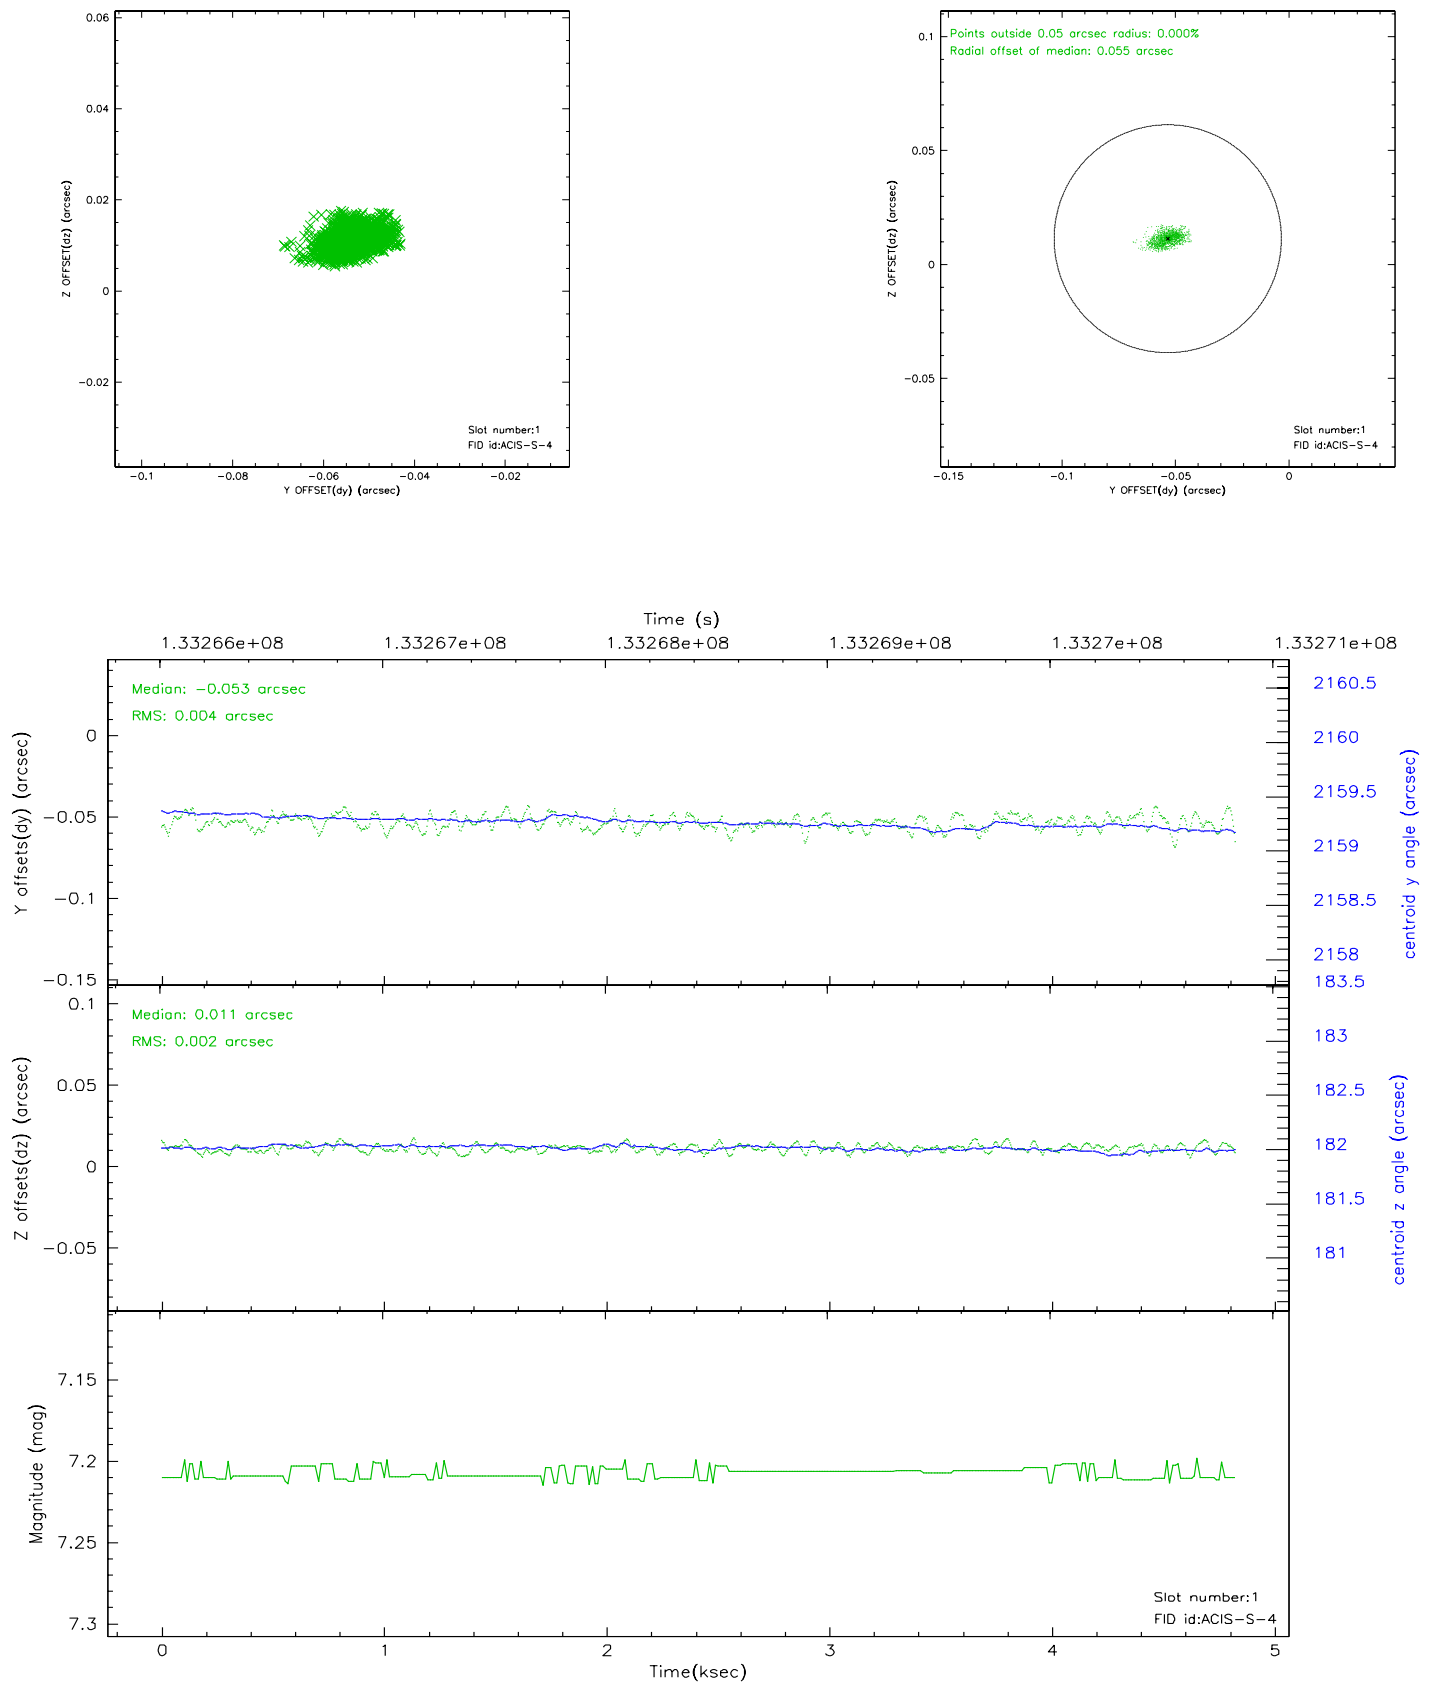 0.06
0.04
0.02
0
−0.02
Z OFFSET(dz) (arcsec)
Slot number:1
FID id:ACIS−S−4
−0.1
−0.08
−0.06
−0.04
−0.02
Y OFFSET(dy) (arcsec)
Points outside 0.05 arcsec radius: 0.000%
Radial offset of median: 0.055 arcsec
0.1
0.05
0
−0.05
Z OFFSET(dz) (arcsec)
Slot number:1
FID id:ACIS−S−4
−0.15
−0.1
−0.05
0
Y OFFSET(dy) (arcsec)
Time (s)
1.33266e+08
1.33267e+08
1.33268e+08
1.33269e+08
1.3327e+08
1.33271e+08
Median: −0.053 arcsec
RMS: 0.004 arcsec
0
−0.05
−0.1
−0.15
Y offsets(dy) (arcsec)
2160.5
2160
2159.5
2159
2158.5
2158
centroid y angle (arcsec)
Median: 0.011 arcsec
RMS: 0.002 arcsec
0.1
0.05
0
−0.05
Z offsets(dz) (arcsec)
183.5
183
182.5
182
181.5
181
centroid z angle (arcsec)
7.15
7.2
7.25
7.3
Magnitude (mag)
Slot number:1
FID id:ACIS−S−4
0
1
2
3
4
5
Time(ksec)